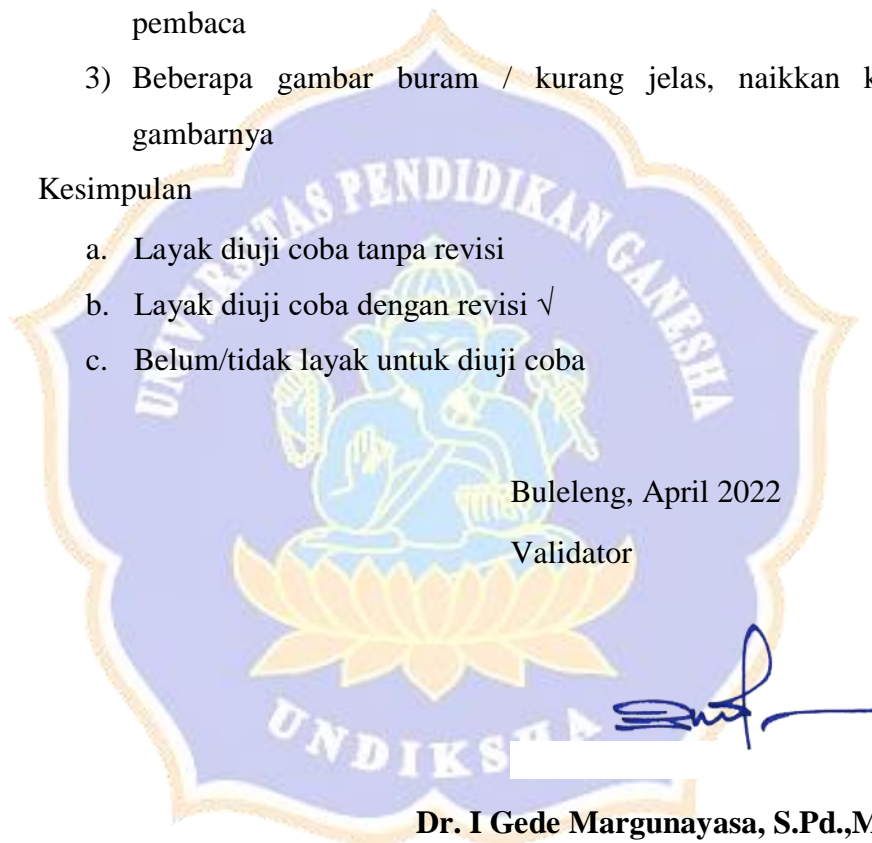 pembaca
3) Beberapa gambar buram / kurang jelas, naikkan k
gambarnya
Kesimpulan
UNIVERSITAS PENDIDIKAN GANESHA
a. Layak diuji coba tanpa revisi
b. Layak diuji coba dengan revisi √
c. Belum/tidak layak untuk diuji coba
Buleleng, April 2022
Validator
UNDIKSHA
Dr. I Gede Margunayasa, S.Pd.,M